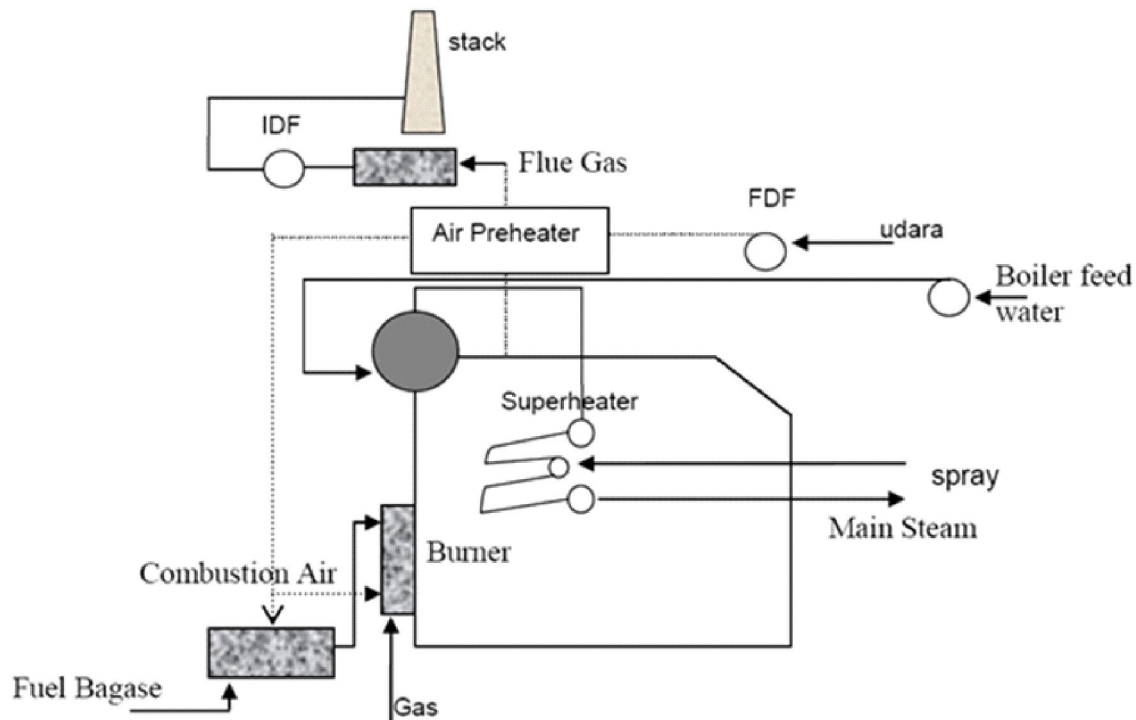 stack
IDF
Flue Gas
FDF
Air Preheater
udara
Boiler feed
water
Superheater
spray
Main Steam
Burner
Combustion Air
Fuel Bagase
Gas